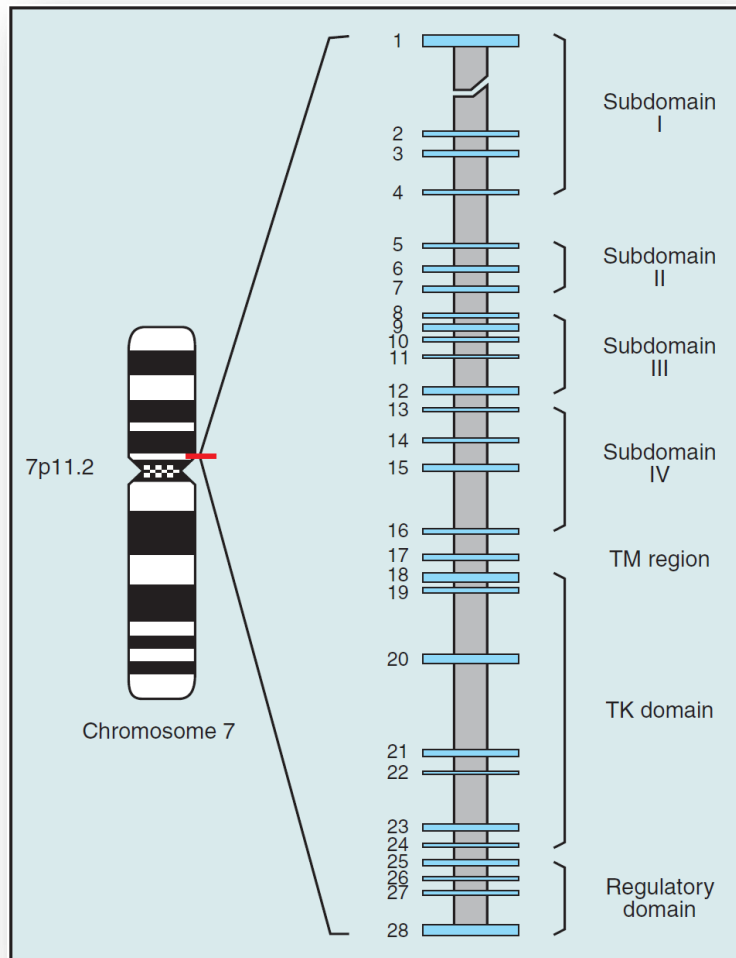 1
Subdomain
I
2
3
4
5
Subdomain
II
6
7
8
9
Subdomain
III
10
11
12
13
Subdomain
IV
14
7p11.2
15
16
17
TM region
18
19
20
TK domain
Chromosome 7
21
22
23
24
25
26
Regulatory
domain
27
28